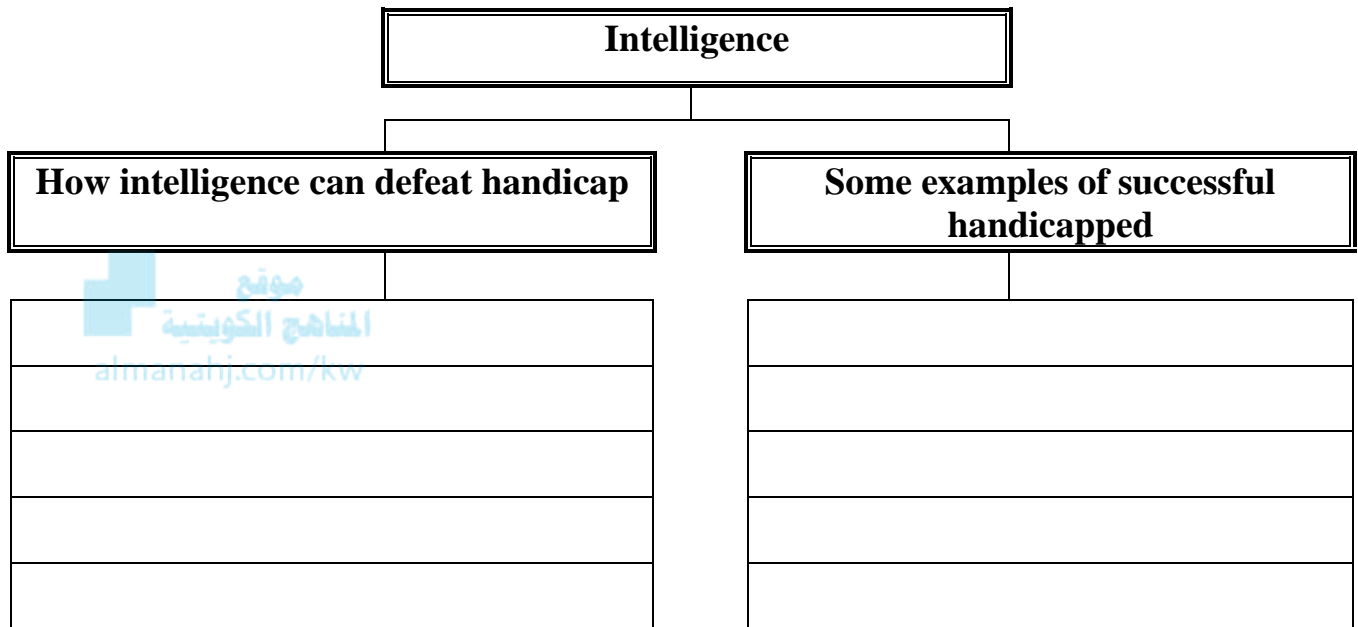 Intelligence
How intelligence can defeat handicap
Some examples of successful
handicapped
موقع
المناهج الكويتية
almanahj.com/kw